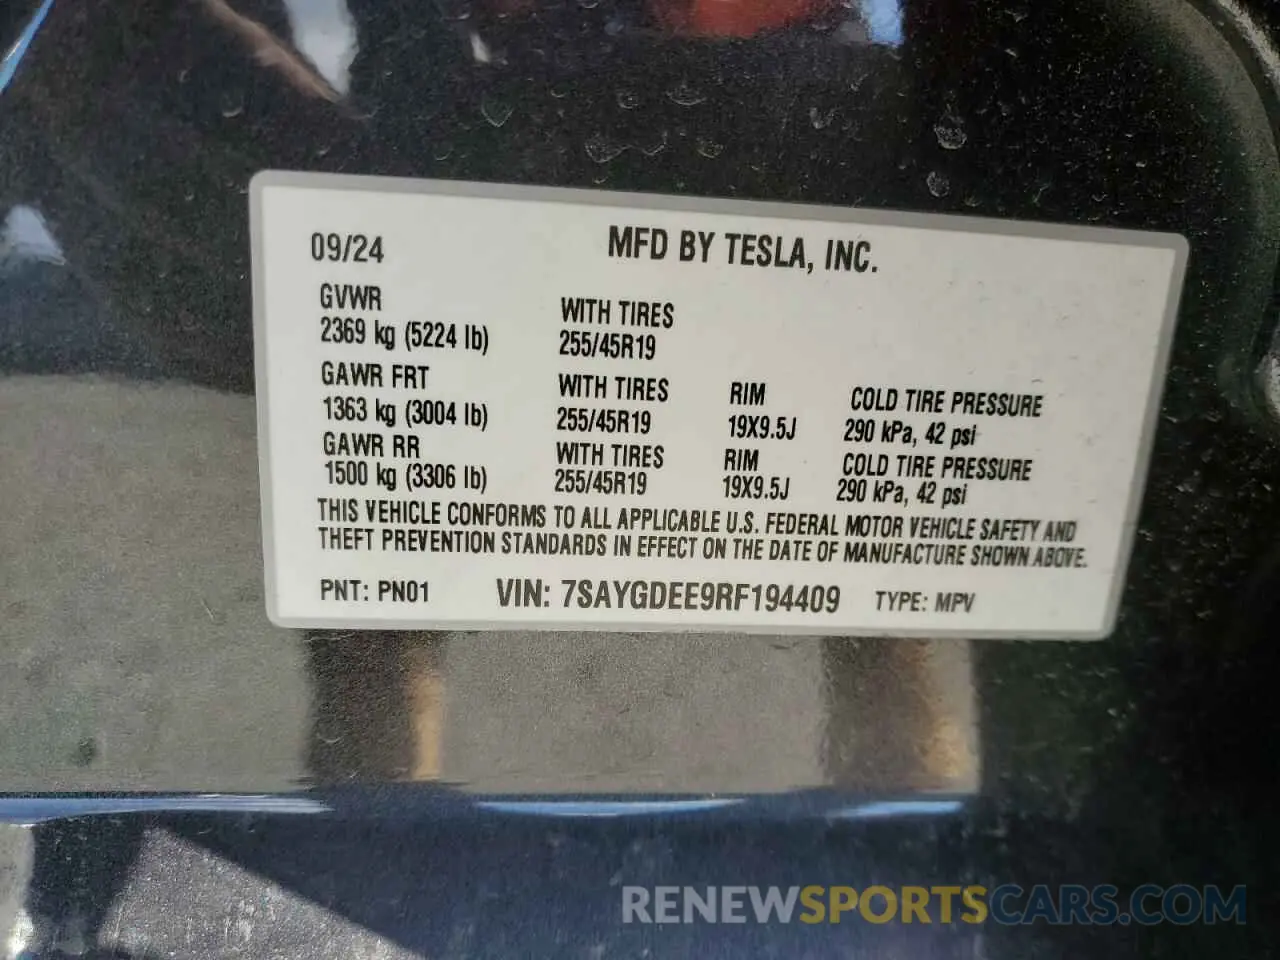 09/24 MFD BY TESLA, INC.
GVWR WITH TIRES
2369 kg (5224 lb) 255/45R19
GAWR FRT WITH TIRES RIM COLD TIRE PRESSURE
1363 kg (3004 lb) 255/45R19 19X9.5J 290 kPa, 42 psi
GAWR RR WITH TIRES RIM COLD TIRE PRESSURE
1500 kg (3306 lb) 255/45R19 19X9.5J 290 kPa, 42 psi
THIS VEHICLE CONFORMS TO ALL APPLICABLE U.S. FEDERAL MOTOR VEHICLE SAFETY AND
THEFT PREVENTION STANDARDS IN EFFECT ON THE DATE OF MANUFACTURE SHOWN ABOVE.
PNT: PN01 VIN: 7SAYGDEE9RF194409 TYPE: MPV
RENEWSPORTSCARS.COM